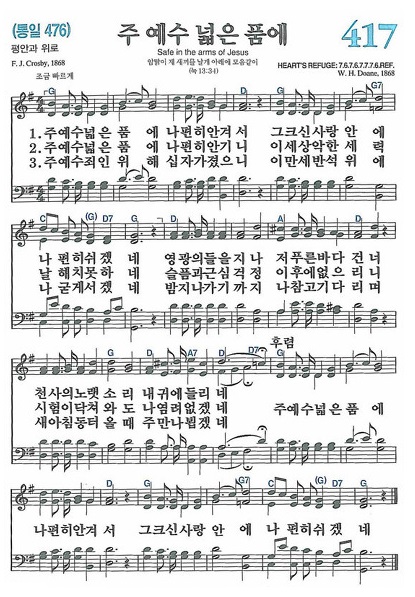 (통일 476)
주 예수 넓은 품에
417
평안과 위로
Safe in the arms of Jesus
F. J. Crosby, 1868
암탉이 제 새끼를 날개 아래에 모음같이
HEART'S REFUGE: 7.6.7.6.7.7.7.6.REF.
(눅 13:34)
W. H. Doane, 1868
조금 빠르게
G D G G7
1. 주예수넓은 품 에 나편히안겨서 그크신사랑 안 에
2. 주예수넓은 품 에 나편히안기니 이세상악한 세 력
3. 주예수죄인 위 해 십자가졌으니 이만세반석 위 에
C (G) D7 G D A D
나 편히쉬겠 네 영광의들을지나 저푸른바다 건 너
날 해치못하 네 슬픔과근심걱정 이후에없으 리 니
나 굳게서겠 네 밤지나가기까지 나참고기다 리 며
후렴
G D A7 D G
천사의노랫 소 리 내귀에들리네
시험이닥쳐 와 도 나염려없겠네 주예수넓은 품 에
새아침동터 올 때 주만나뵙겠네
D G G7 C (G) D7 G
나편히안겨 서 그크신사랑 안 에 나 편히쉬겠 네